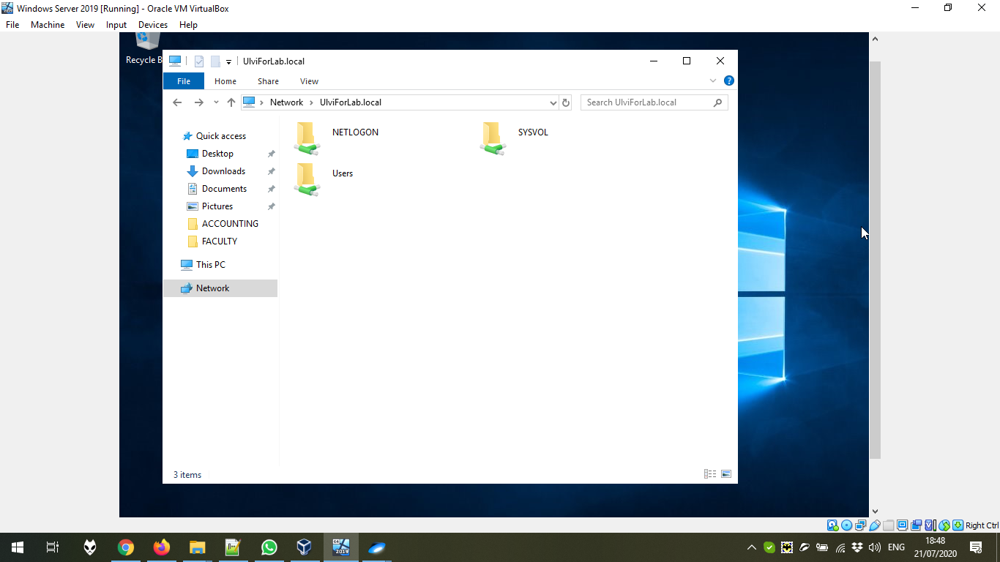 Windows Server 2019 [Running] - Oracle VM VirtualBox
File Machine View Input Devices Help
Recycle B
UlviForLab.local
File Home Share View
Network UlviForLab.local
Search UlviForLab.local
Quick access
Desktop
Downloads
Documents
Pictures
ACCOUNTING
FACULTY
This PC
Network
NETLOGON
SYSVOL
Users
3 items
Right Ctrl
64
2019
ENG
18:48
21/07/2020